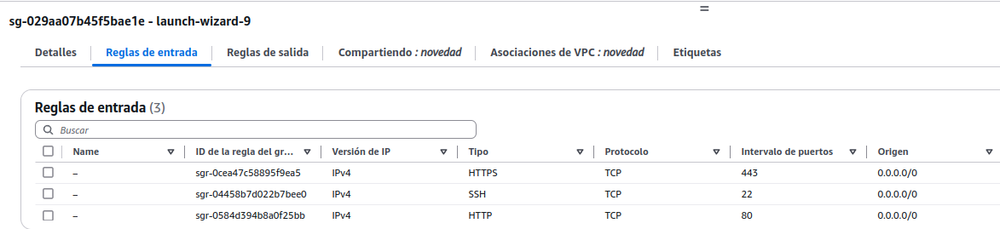 sg-029aa07b45f5bae1e - launch-wizard-9
Detalles Reglas de entrada Reglas de salida Compartiendo : novedad Asociaciones de VPC : novedad Etiquetas
Reglas de entrada (3)
Buscar
Name ID de la regla del gr... Versión de IP Tipo Protocolo Intervalo de puertos Origen
– sgr-0cea47c58895f9ea5 IPv4 HTTPS TCP 443 0.0.0.0/0
– sgr-04458b7d022b7bee0 IPv4 SSH TCP 22 0.0.0.0/0
– sgr-0584d394b8a0f25bb IPv4 HTTP TCP 80 0.0.0.0/0